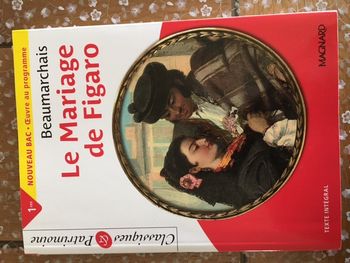 1re
NOUVEAU BAC • Œuvre au programme
Beaumarchais
Le Mariage
de Figaro
MAGNARD
TEXTE INTÉGRAL
Classiques & Patrimoine